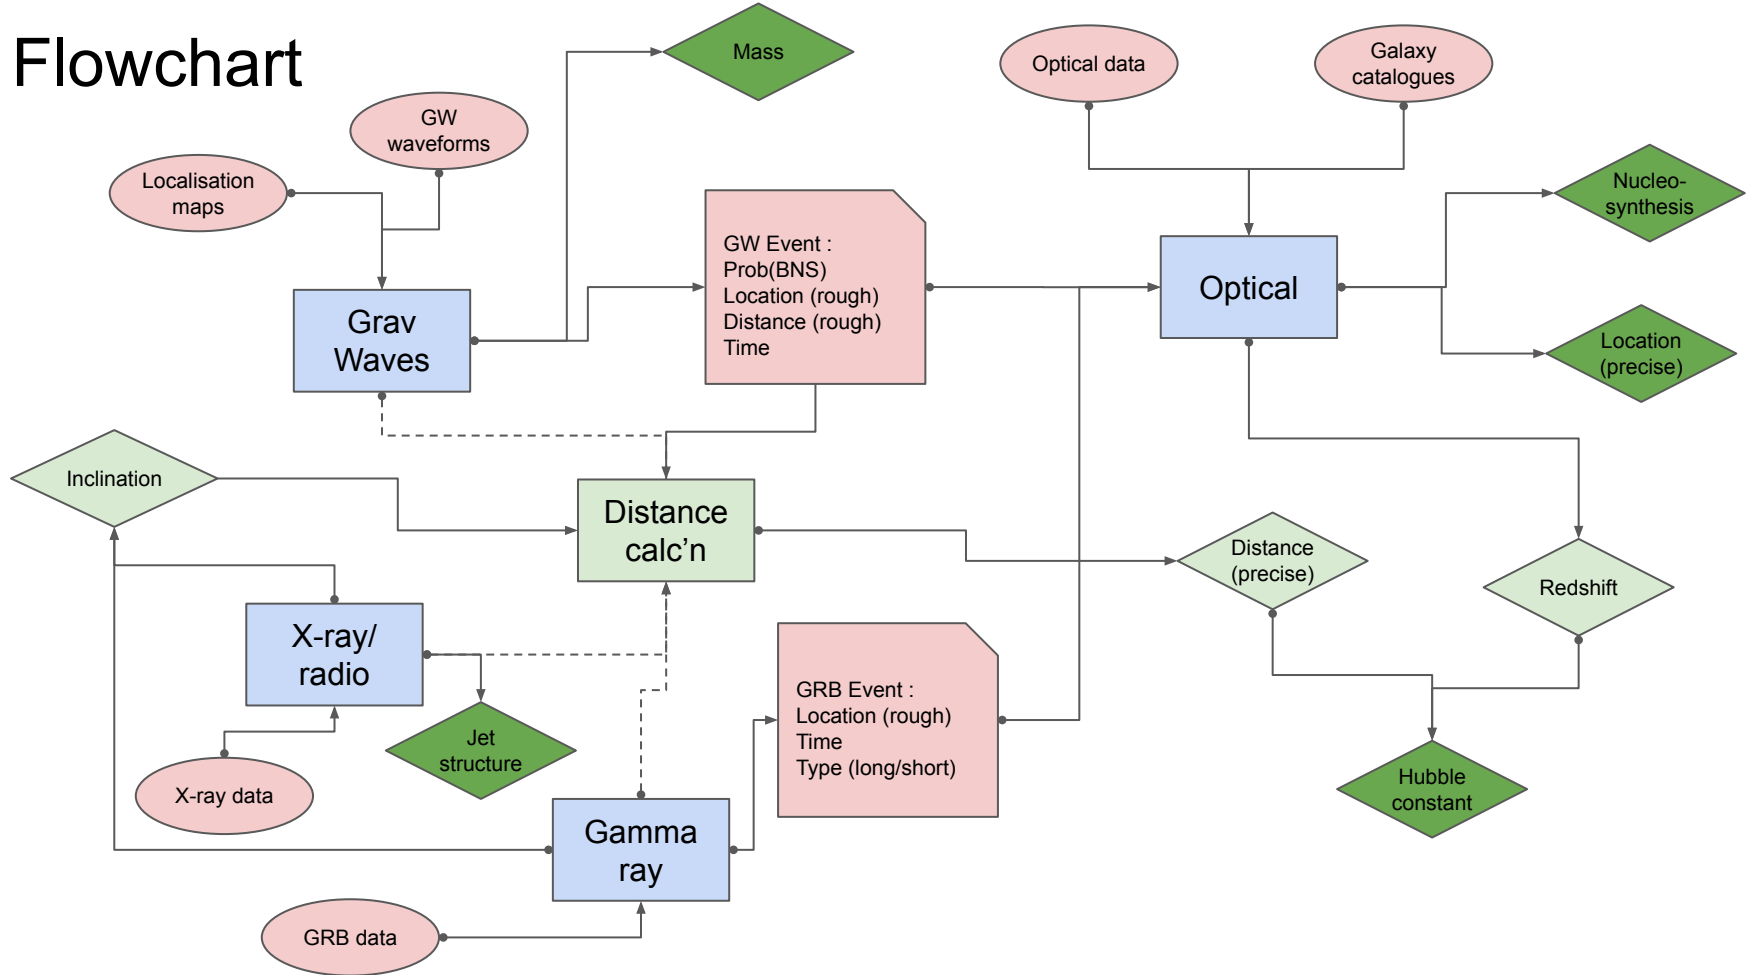 Flowchart
Mass
Optical data
Galaxy
catalogues
GW
waveforms
Localisation
maps
Nucleo-
synthesis
GW Event :
Prob(BNS)
Location (rough)
Distance (rough)
Time
Optical
Grav
Waves
Location
(precise)
Inclination
Distance
calc’n
Distance
(precise)
Redshift
X-ray/
radio
GRB Event :
Location (rough)
Time
Type (long/short)
Jet
structure
X-ray data
Hubble
constant
Gamma
ray
GRB data